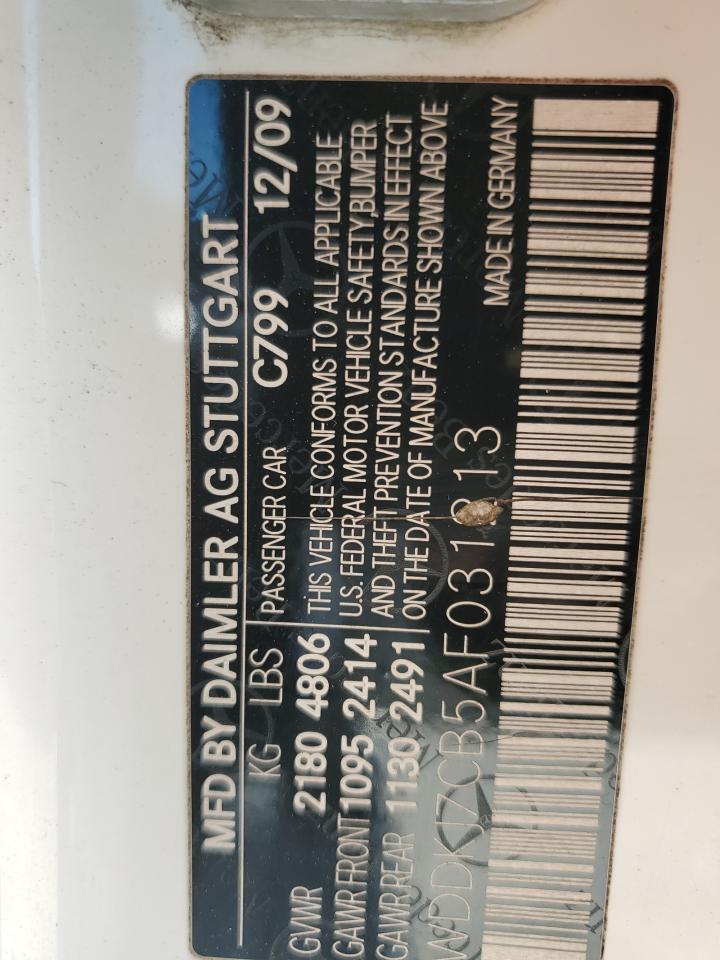 MFD BY DAIMLER AG STUTTGART
KG LBS
GVWR 2180 4806
GAWR FRONT 1095 2414
GAWR REAR 1130 2491
PASSENGER CAR C799 12/09
THIS VEHICLE CONFORMS TO ALL APPLICABLE
U.S. FEDERAL MOTOR VEHICLE SAFETY,BUMPER
AND THEFT PREVENTION STANDARDS IN EFFECT
ON THE DATE OF MANUFACTURE SHOWN ABOVE
WDDKJ7CB5AF031 13
MADE IN GERMANY